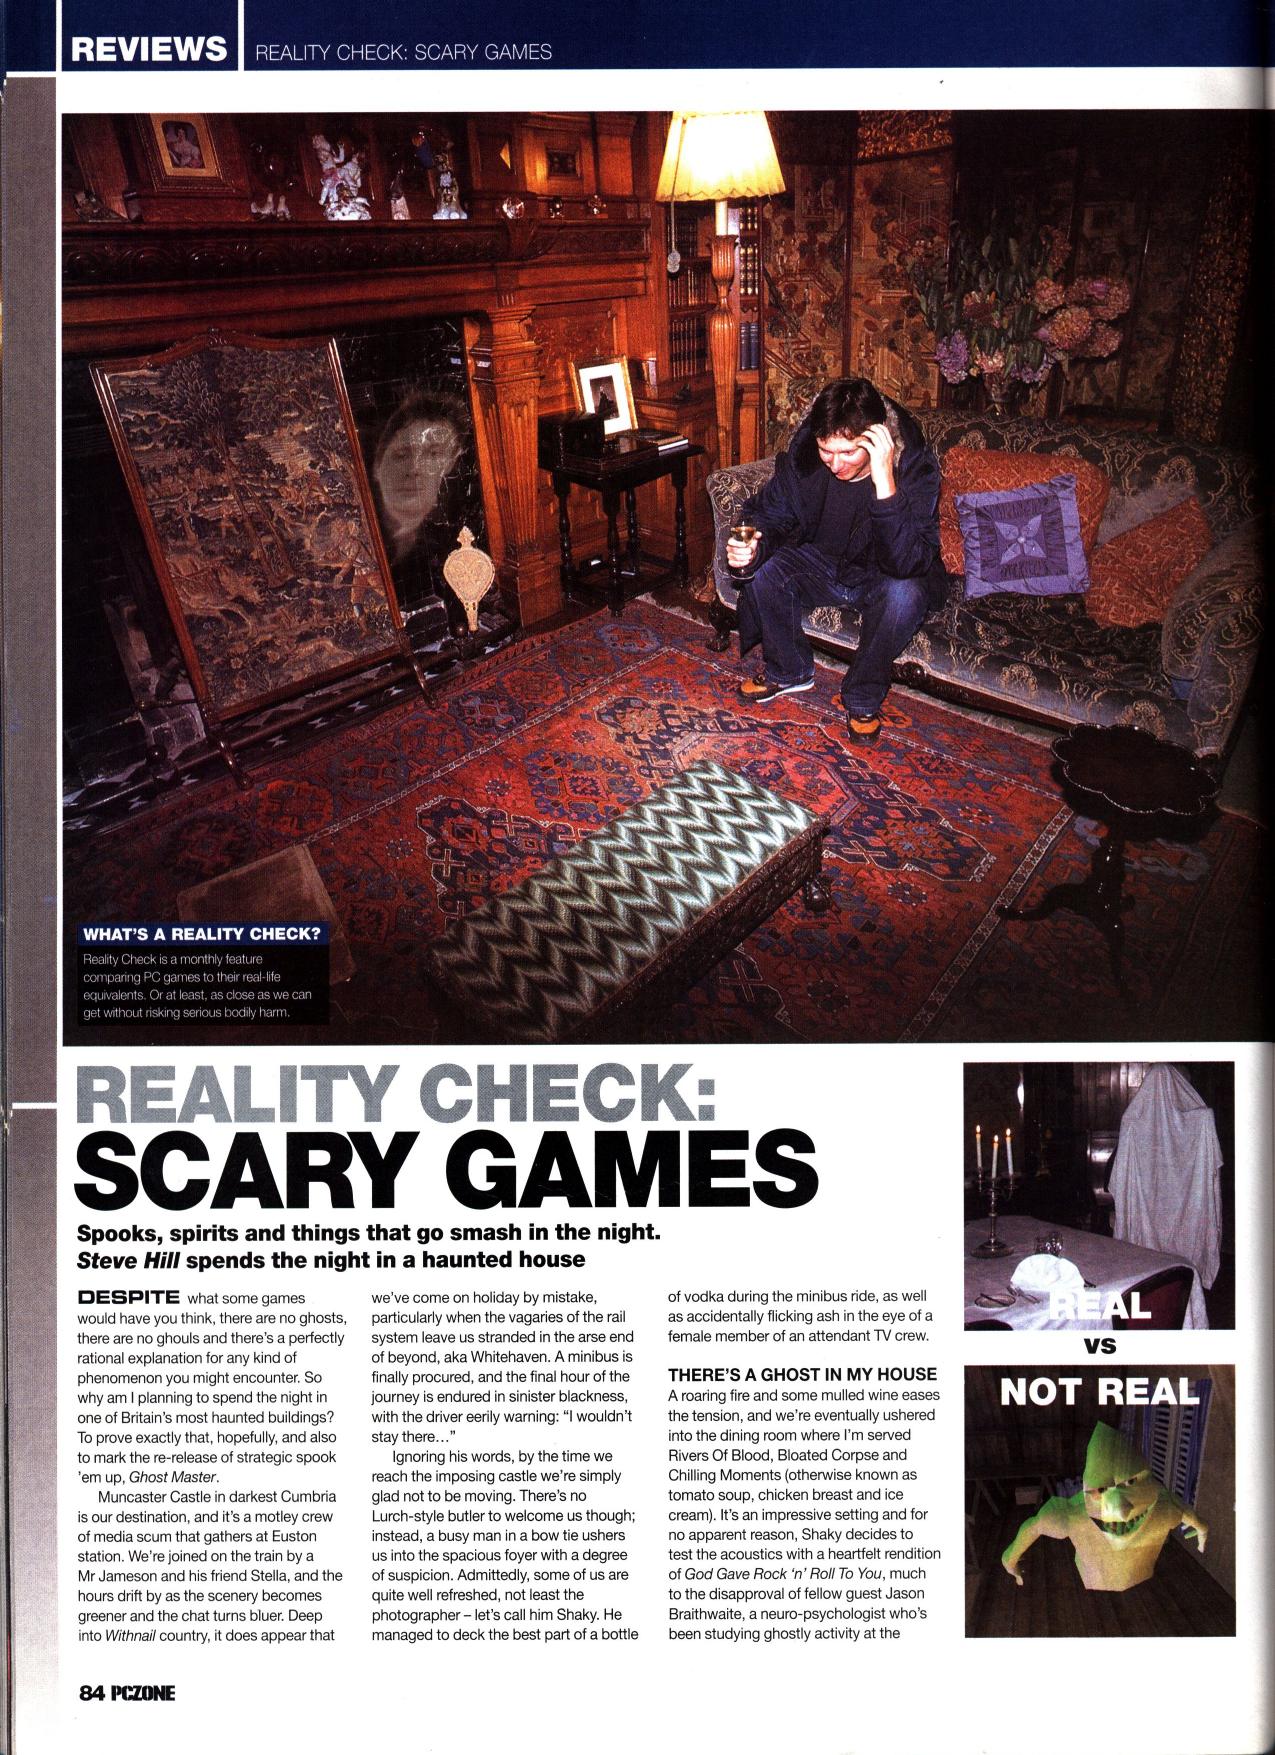 REVIEWS
REALITY CHECK: SCARY GAMES
WHAT'S A REALITY CHECK?
Reality Check is a monthly feature
comparing PC games to their real-life
equivalents. Or at least, as close as we can
get without risking serious bodily harm.
REALITY CHECK:
SCARY GAMES
Spooks, spirits and things that go smash in the night.
Steve Hill spends the night in a haunted house
DESPITE what some games
would have you think, there are no ghosts,
there are no ghouls and there's a perfectly
rational explanation for any kind of
phenomenon you might encounter. So
why am I planning to spend the night in
one of Britain's most haunted buildings?
To prove exactly that, hopefully, and also
to mark the re-release of strategic spook
'em up, Ghost Master.
Muncaster Castle in darkest Cumbria
is our destination, and it's a motley crew
of media scum that gathers at Euston
station. We're joined on the train by a
Mr Jameson and his friend Stella, and the
hours drift by as the scenery becomes
greener and the chat turns bluer. Deep
into Withnail country, it does appear that
we've come on holiday by mistake,
particularly when the vagaries of the rail
system leave us stranded in the arse end
of beyond, aka Whitehaven. A minibus is
finally procured, and the final hour of the
journey is endured in sinister blackness,
with the driver eerily warning: "I wouldn't
stay there..."
Ignoring his words, by the time we
reach the imposing castle we're simply
glad not to be moving. There's no
Lurch-style butler to welcome us though;
instead, a busy man in a bow tie ushers
us into the spacious foyer with a degree
of suspicion. Admittedly, some of us are
quite well refreshed, not least the
photographer – let's call him Shaky. He
managed to deck the best part of a bottle
of vodka during the minibus ride, as well
as accidentally flicking ash in the eye of a
female member of an attendant TV crew.
THERE'S A GHOST IN MY HOUSE
A roaring fire and some mulled wine eases
the tension, and we're eventually ushered
into the dining room where I'm served
Rivers Of Blood, Bloated Corpse and
Chilling Moments (otherwise known as
tomato soup, chicken breast and ice
cream). It's an impressive setting and for
no apparent reason, Shaky decides to
test the acoustics with a heartfelt rendition
of God Gave Rock 'n' Roll To You, much
to the disapproval of fellow guest Jason
Braithwaite, a neuro-psychologist who's
been studying ghostly activity at the
REAL
VS
NOT REAL
84 PCZONE